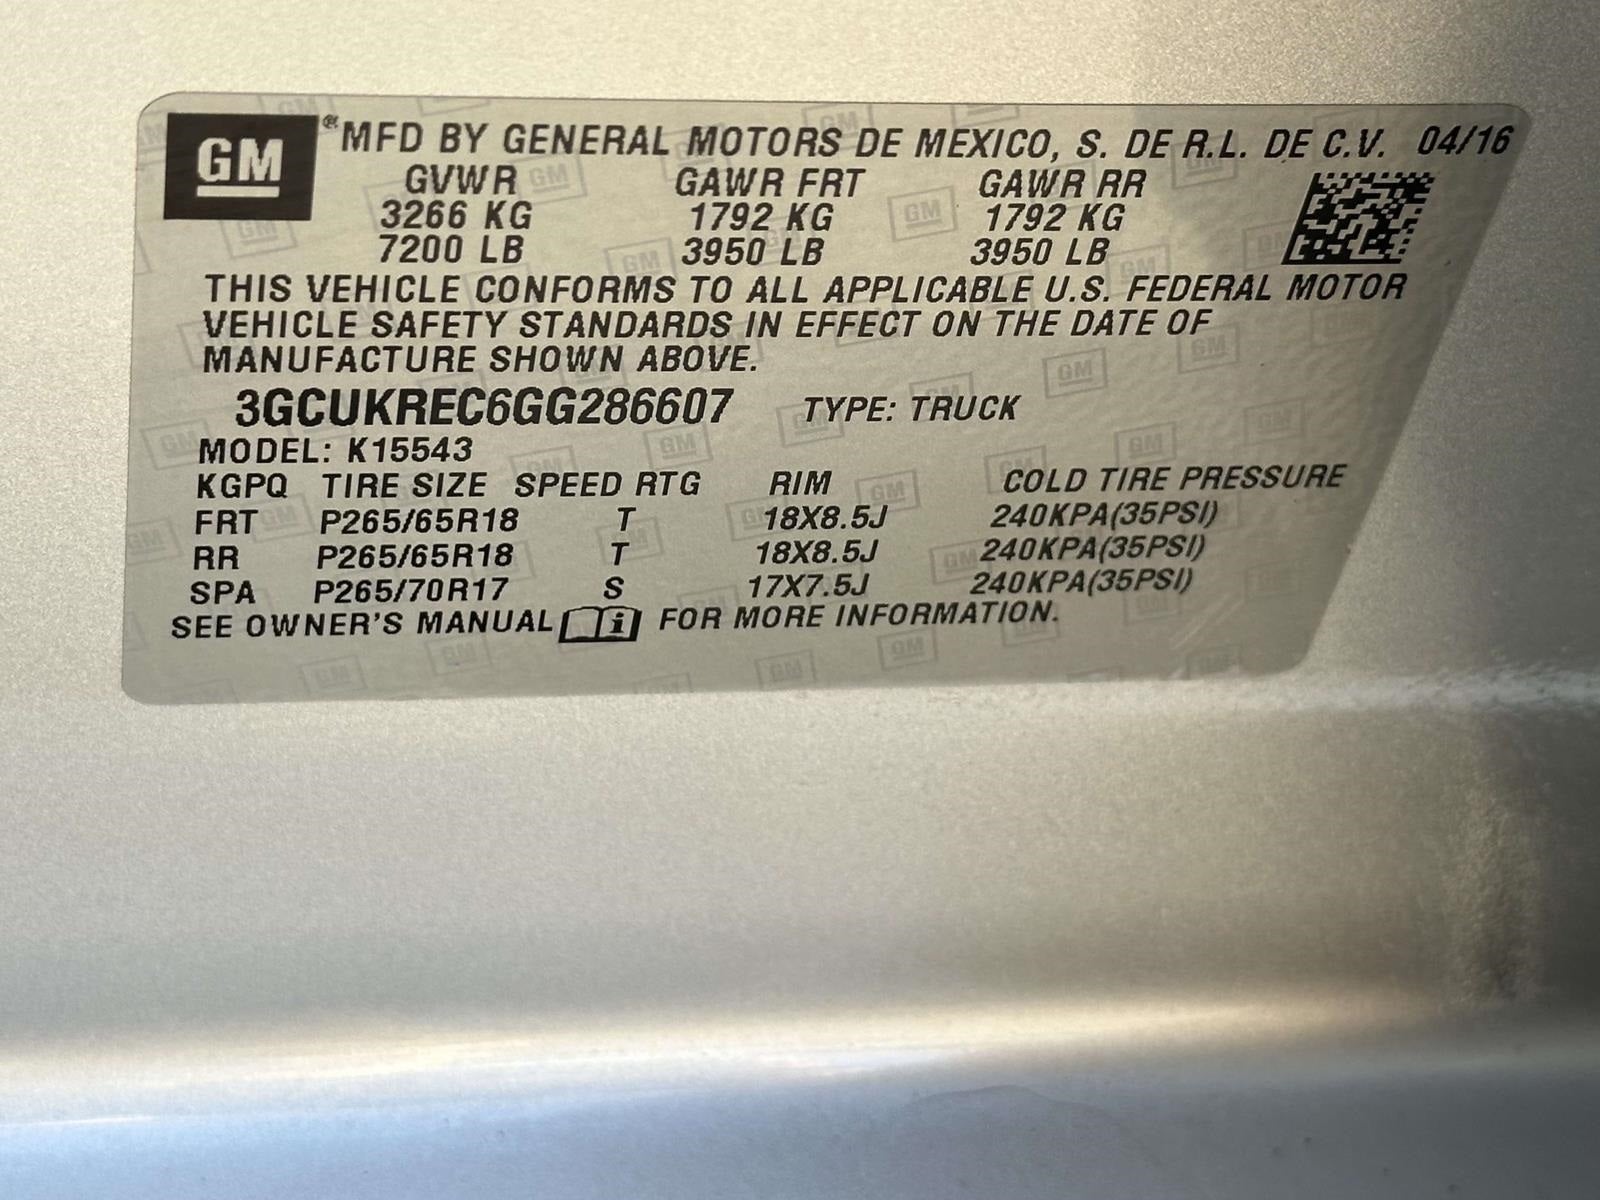 GM ® MFD BY GENERAL MOTORS DE MEXICO, S. DE R.L. DE C.V. 04/16
GVWR GAWR FRT GAWR RR
3266 KG 1792 KG 1792 KG
7200 LB 3950 LB 3950 LB
THIS VEHICLE CONFORMS TO ALL APPLICABLE U.S. FEDERAL MOTOR
VEHICLE SAFETY STANDARDS IN EFFECT ON THE DATE OF
MANUFACTURE SHOWN ABOVE.
3GCUKREC6GG286607 TYPE: TRUCK
MODEL: K15543
KGPQ TIRE SIZE SPEED RTG RIM COLD TIRE PRESSURE
FRT P265/65R18 T 18X8.5J 240KPA(35PSI)
RR P265/65R18 T 18X8.5J 240KPA(35PSI)
SPA P265/70R17 S 17X7.5J 240KPA(35PSI)
SEE OWNER'S MANUAL i FOR MORE INFORMATION.